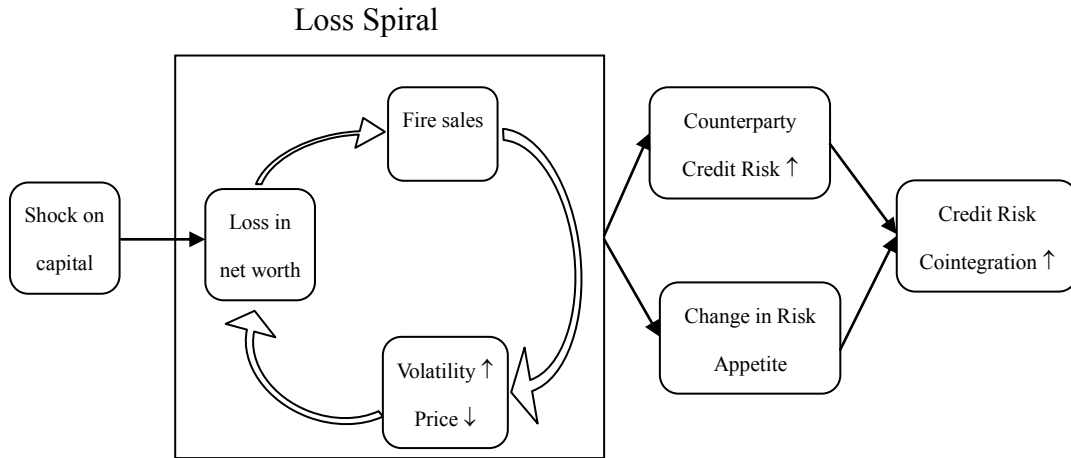 Loss Spiral
Shock on
capital
Loss in
net worth
Fire sales
Volatility ↑
Price ↓
Counterparty
Credit Risk ↑
Change in Risk
Appetite
Credit Risk
Cointegration ↑